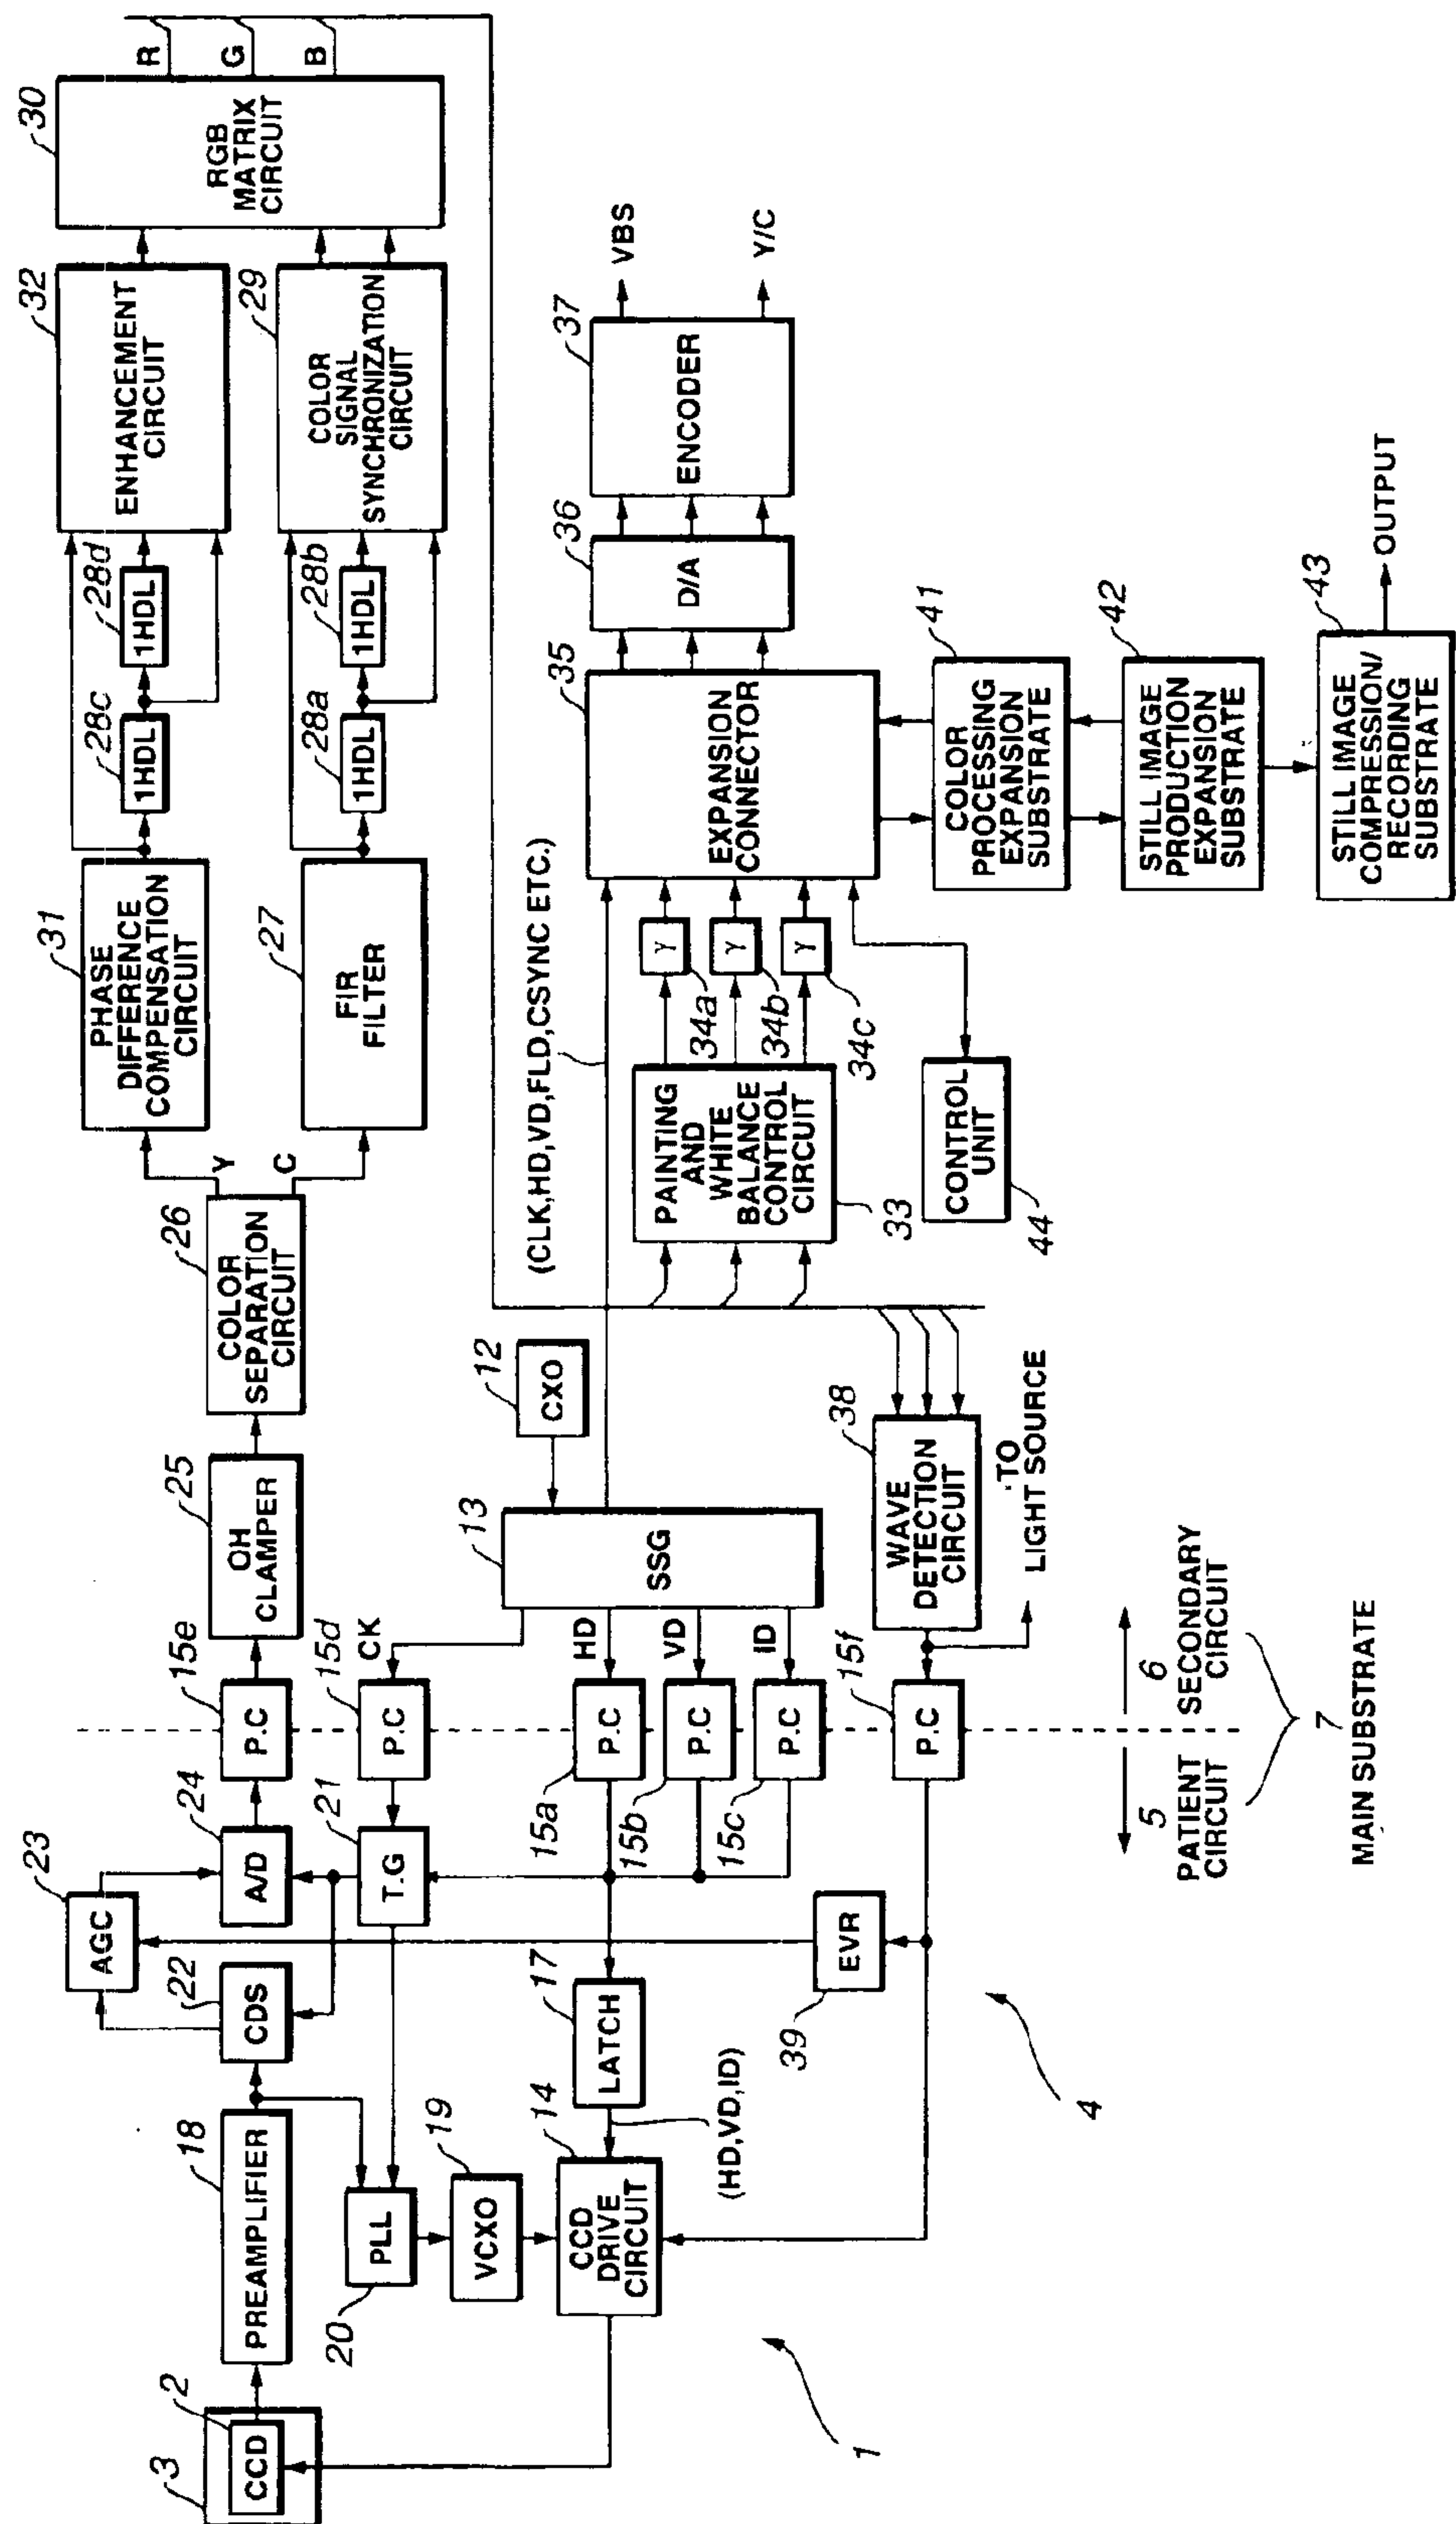 3
2
CCD
18
PREAMPLIFIER
22
CDS
23
AGC
24
A/D
15e
P.C
25
OH
CLAMPER
26
COLOR
SEPARATION
CIRCUIT
Y
C
31
PHASE
DIFFERENCE
COMPENSATION
CIRCUIT
27
FIR
FILTER
28c
1HDL
28d
1HDL
28a
1HDL
28b
1HDL
32
ENHANCEMENT
CIRCUIT
29
COLOR
SIGNAL
SYNCHRONIZATION
CIRCUIT
30
RGB
MATRIX
CIRCUIT
R
G
B
20
PLL
19
VCXO
21
T.G
15d
P.C
CK
14
CCD
DRIVE
CIRCUIT
(HD,VD,ID)
17
LATCH
15a
P.C
HD
15b
P.C
VD
15c
P.C
ID
13
SSG
12
CXO
(CLK,HD,VD,FLD,CSYNC ETC.)
39
EVR
15f
P.C
38
WAVE
DETECTION
CIRCUIT
TO
LIGHT SOURCE
33
PAINTING
AND
WHITE
BALANCE
CONTROL
CIRCUIT
γ
34a
γ
34b
γ
34c
44
CONTROL
UNIT
35
EXPANSION
CONNECTOR
36
D/A
37
ENCODER
VBS
Y/C
41
COLOR
PROCESSING
EXPANSION
SUBSTRATE
42
STILL IMAGE
PRODUCTION
EXPANSION
SUBSTRATE
43
STILL IMAGE
COMPRESSION/
RECORDING
SUBSTRATE
OUTPUT
1
4
5
PATIENT
CIRCUIT
6
SECONDARY
CIRCUIT
7
MAIN SUBSTRATE